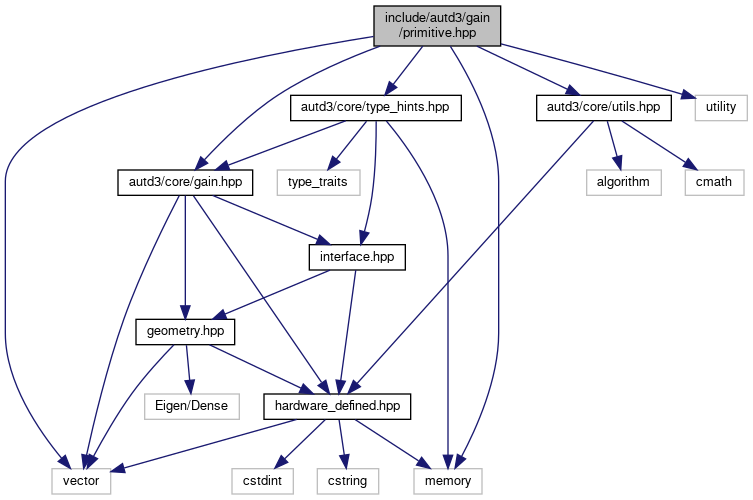 include/autd3/gain
/primitive.hpp
autd3/core/type_hints.hpp
autd3/core/utils.hpp
utility
autd3/core/gain.hpp
type_traits
algorithm
cmath
interface.hpp
geometry.hpp
Eigen/Dense
hardware_defined.hpp
vector
cstdint
cstring
memory